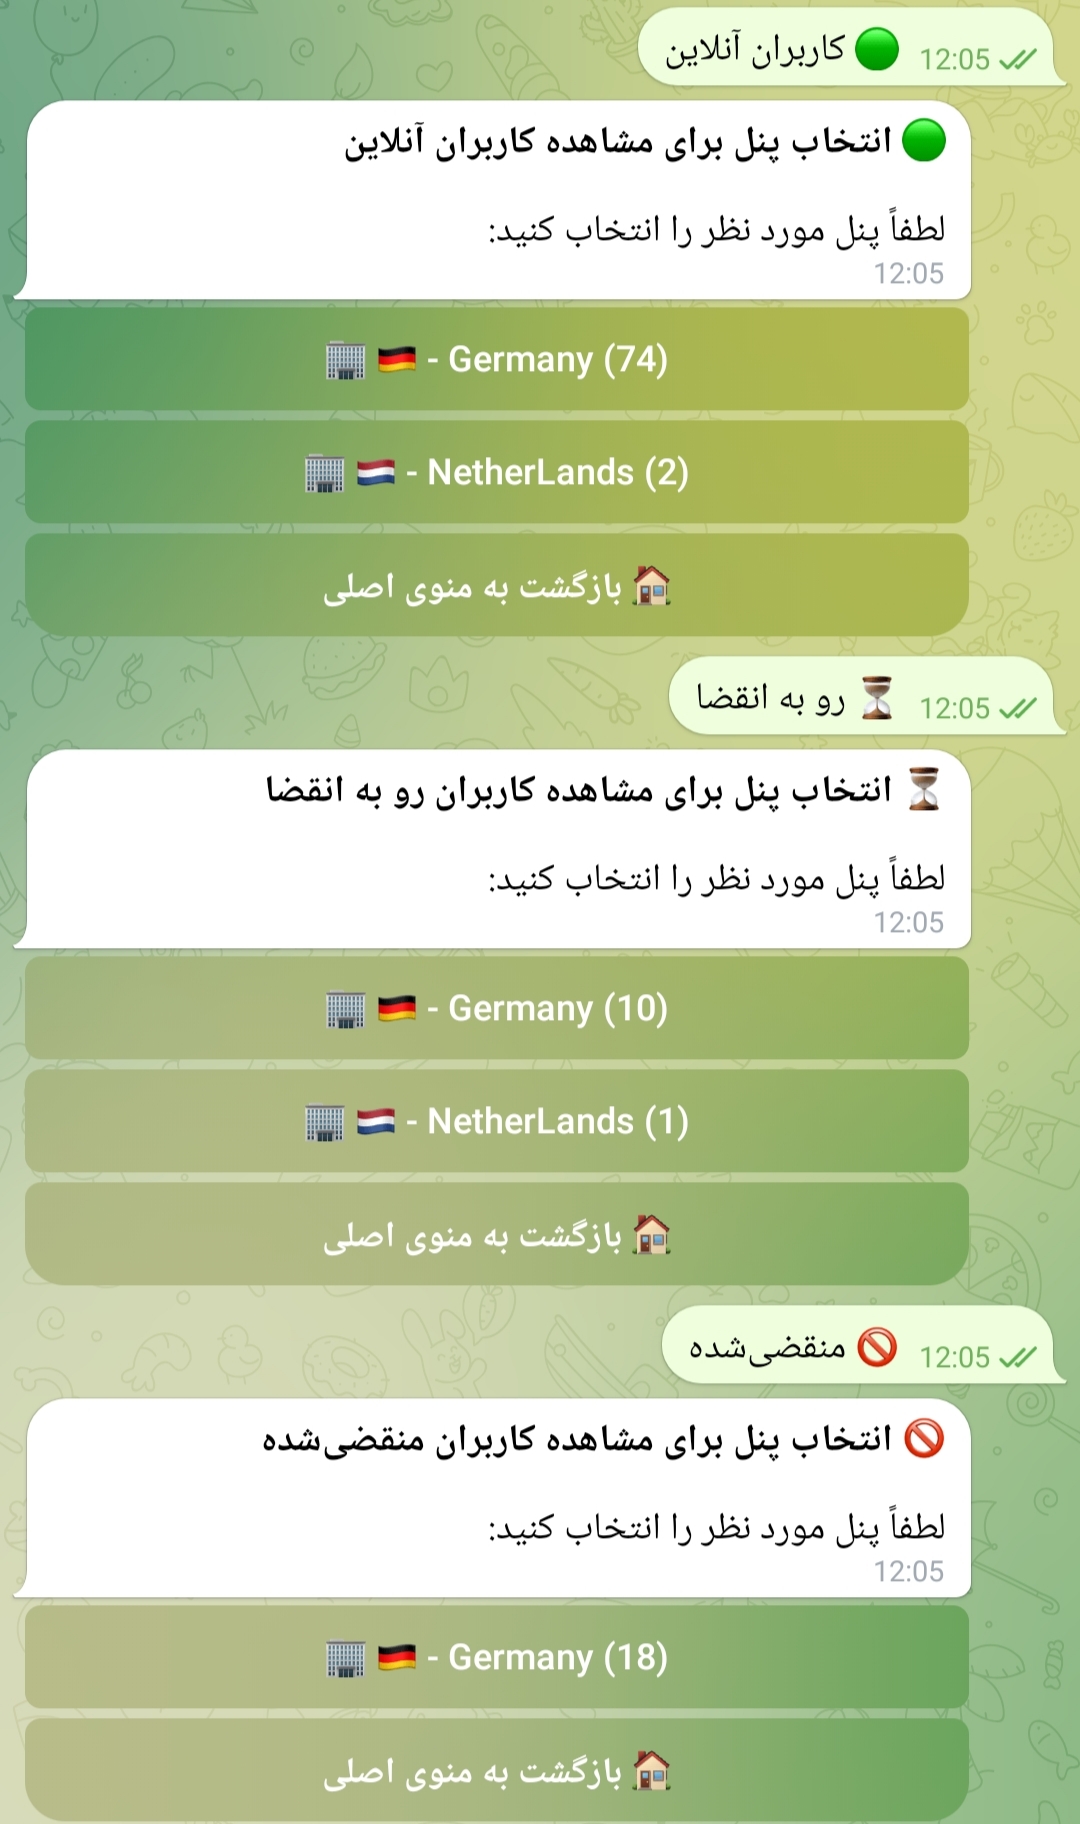 🟢 کاربران آنلاین 12:05
🟢 انتخاب پنل برای مشاهده کاربران آنلاین
لطفاً پنل مورد نظر را انتخاب کنید:
12:05
🏢 🇩🇪 - Germany (74)
🏢 🇳🇱 - NetherLands (2)
🏠 بازگشت به منوی اصلی
⏳ رو به انقضا 12:05
⏳ انتخاب پنل برای مشاهده کاربران رو به انقضا
لطفاً پنل مورد نظر را انتخاب کنید:
12:05
🏢 🇩🇪 - Germany (10)
🏢 🇳🇱 - NetherLands (1)
🏠 بازگشت به منوی اصلی
🚫 منقضی‌شده 12:05
🚫 انتخاب پنل برای مشاهده کاربران منقضی‌شده
لطفاً پنل مورد نظر را انتخاب کنید:
12:05
🏢 🇩🇪 - Germany (18)
🏠 بازگشت به منوی اصلی